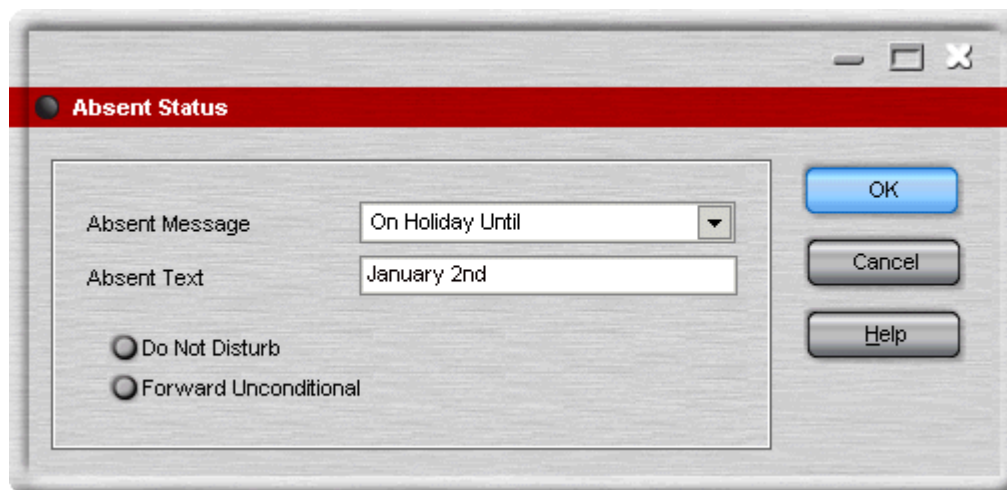 Absent Status
Absent Message On Holiday Until
Absent Text January 2nd
Do Not Disturb
Forward Unconditional
OK
Cancel
Help